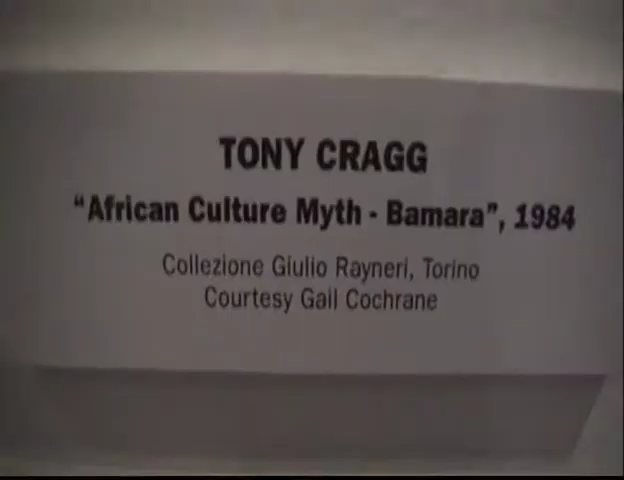 TONY CRAGG
"African Culture Myth - Bamara", 1984
Collezione Giulio Rayneri, Torino
Courtesy Gail Cochrane